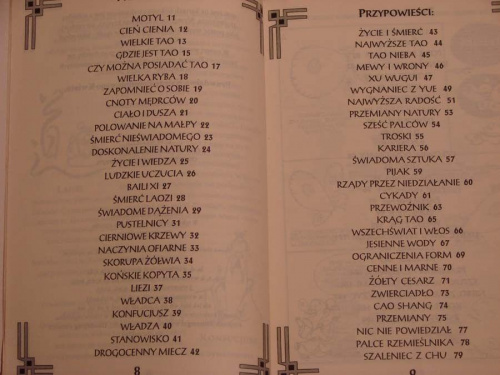 MOTYL 11
CIEŃ CIENIA 12
WIELKIE TAO 13
GDZIE JEST TAO 15
CZY MOŻNA POSIADAĆ TAO 17
WIELKA RYBA 18
ZAPOMNIEĆ O SOBIE 19
CNOTY MĘDRCÓW 20
CIAŁO I DUSZA 21
POLOWANIE NA MAŁPY 22
ŚMIERĆ NIEŚWIADOMEGO 23
DOSKONALENIE NATURY 24
ŻYCIE I WIEDZA 25
LUDZKIE UCZUCIA 26
BAILI XI 27
ŚMIERĆ LAOZI 28
ŚWIADOME DĄŻENIA 29
PUSTELNICY 31
CIERNIOWE KRZEWY 32
NACZYNIA OFIARNE 33
SKORUPA ŻÓŁWIA 34
KOŃSKIE KOPYTA 35
LIEZI 37
WŁADCA 38
KONFUCJUSZ 39
WŁADZA 40
STANOWISKO 41
DROGOCENNY MIECZ 42
8
PRZYPOWIEŚCI:
ŻYCIE I ŚMIERĆ 43
NAJWYŻSZE TAO 44
TAO NIEBA 45
MEWY I WRONY 46
XU WUGUI 47
WYGNANIEC Z YUE 49
NAJWYŻSZA RADOŚĆ 51
PRZEMIANY NATURY 53
SZEŚĆ PALCÓW 54
TROSKI 55
KARIERA 56
ŚWIADOMA SZTUKA 57
PIJAK 59
RZĄDY PRZEZ NIEDZIAŁANIE 60
CYKADY 61
PRZEWOŹNIK 63
KRĄG TAO 65
WSZECHŚWIAT I WŁOS 66
JESIENNE WODY 67
OGRANICZENIA FORM 69
CENNE I MARNE 70
ŻÓŁTY CESARZ 71
ZWIERCIADŁO 73
CAO SHANG 74
PRZEMIANY 75
NIC NIE POWIEDZIAŁ 77
PALCE RZEMIEŚLNIKA 78
SZALENIEC Z CHU 79